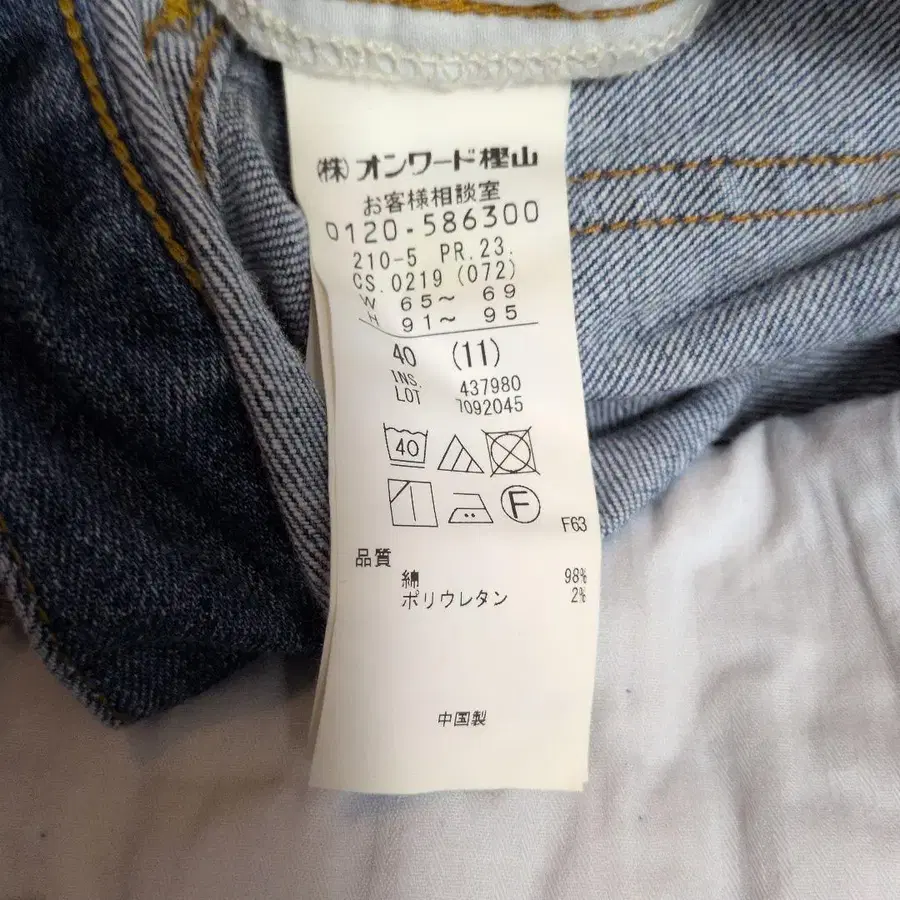 (株)オンワード樫山
お客様相談室
0120-586300
210-5 PR.23.
CS.0219 (072)
W 65～ 69
H 91～ 95
40 (11)
INS. 437980
LOT 7092045
40
F
F63
品質
綿 98%
ポリウレタン 2%
中国製